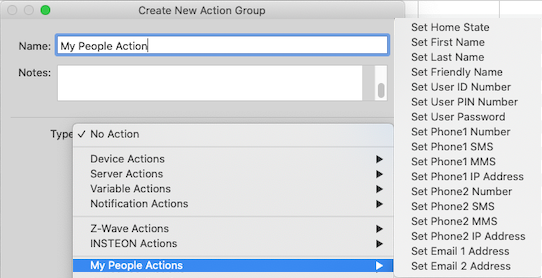 Create New Action Group
Name: My People Action
Notes:
Type
✓ No Action
Device Actions
Server Actions
Variable Actions
Notification Actions
Z-Wave Actions
INSTEON Actions
My People Actions
Set Home State
Set First Name
Set Last Name
Set Friendly Name
Set User ID Number
Set User PIN Number
Set User Password
Set Phone1 Number
Set Phone1 SMS
Set Phone1 MMS
Set Phone1 IP Address
Set Phone2 Number
Set Phone2 SMS
Set Phone2 MMS
Set Phone2 IP Address
Set Email 1 Address
Set Email 2 Address